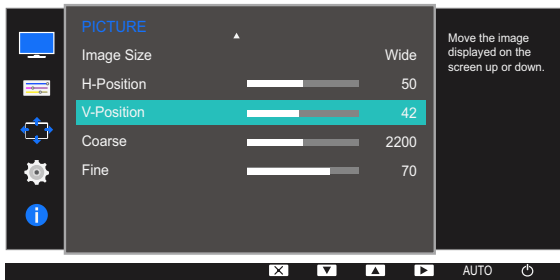 PICTURE
Image Size Wide
H-Position 50
V-Position 42
Coarse 2200
Fine 70
Move the image
displayed on the
screen up or down.
AUTO